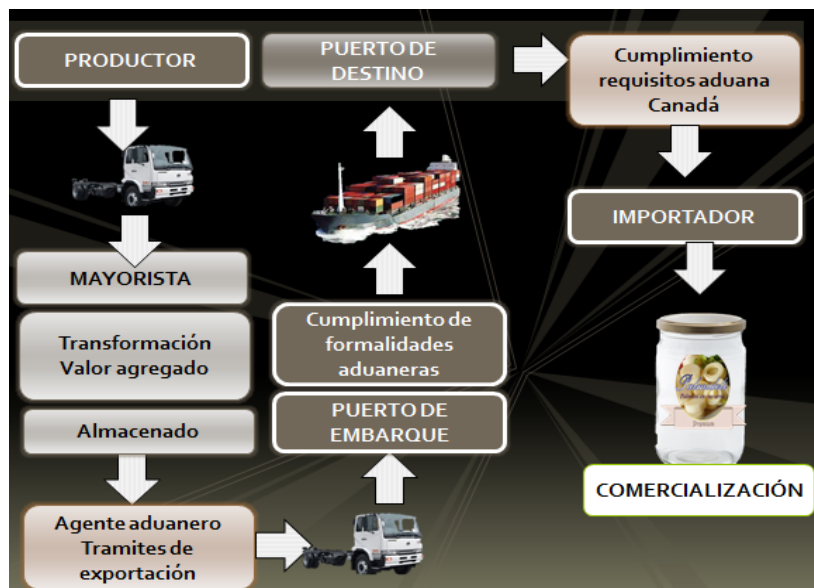 PRODUCTOR
MAYORISTA
Transformación
Valor agregado
Almacenado
Agente aduanero
Tramites de
exportación
PUERTO DE
EMBARQUE
Cumplimiento de
formalidades
aduaneras
PUERTO DE
DESTINO
Cumplimiento
requisitos aduana
Canadá
IMPORTADOR
COMERCIALIZACIÓN